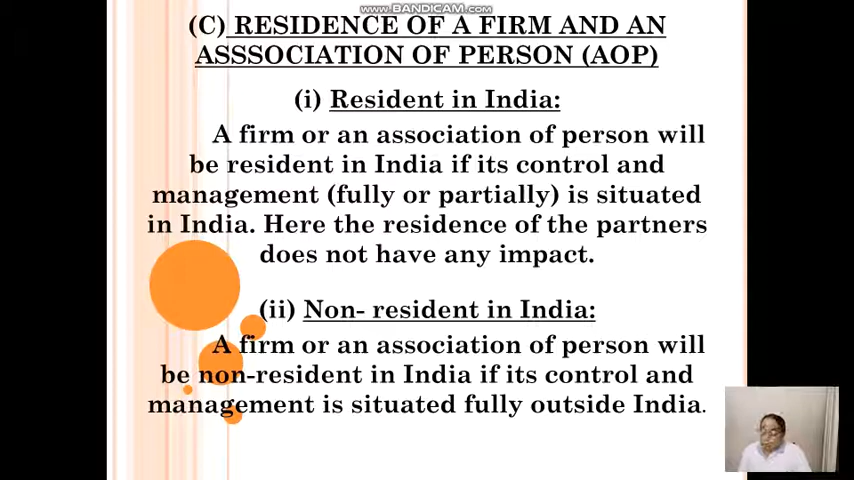 WWW.BANDICAM.COM
(C) RESIDENCE OF A FIRM AND AN
ASSSOCIATION OF PERSON (AOP)
(i) Resident in India:
A firm or an association of person will
be resident in India if its control and
management (fully or partially) is situated
in India. Here the residence of the partners
does not have any impact.
(ii) Non- resident in India:
A firm or an association of person will
be non-resident in India if its control and
management is situated fully outside India.